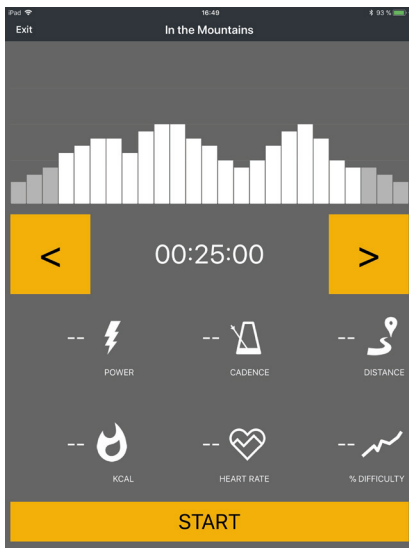 iPad 16:49 93 %
Exit In the Mountains
< 00:25:00 >
-- -- --
POWER CADENCE DISTANCE
-- -- --
KCAL HEART RATE % DIFFICULTY
START